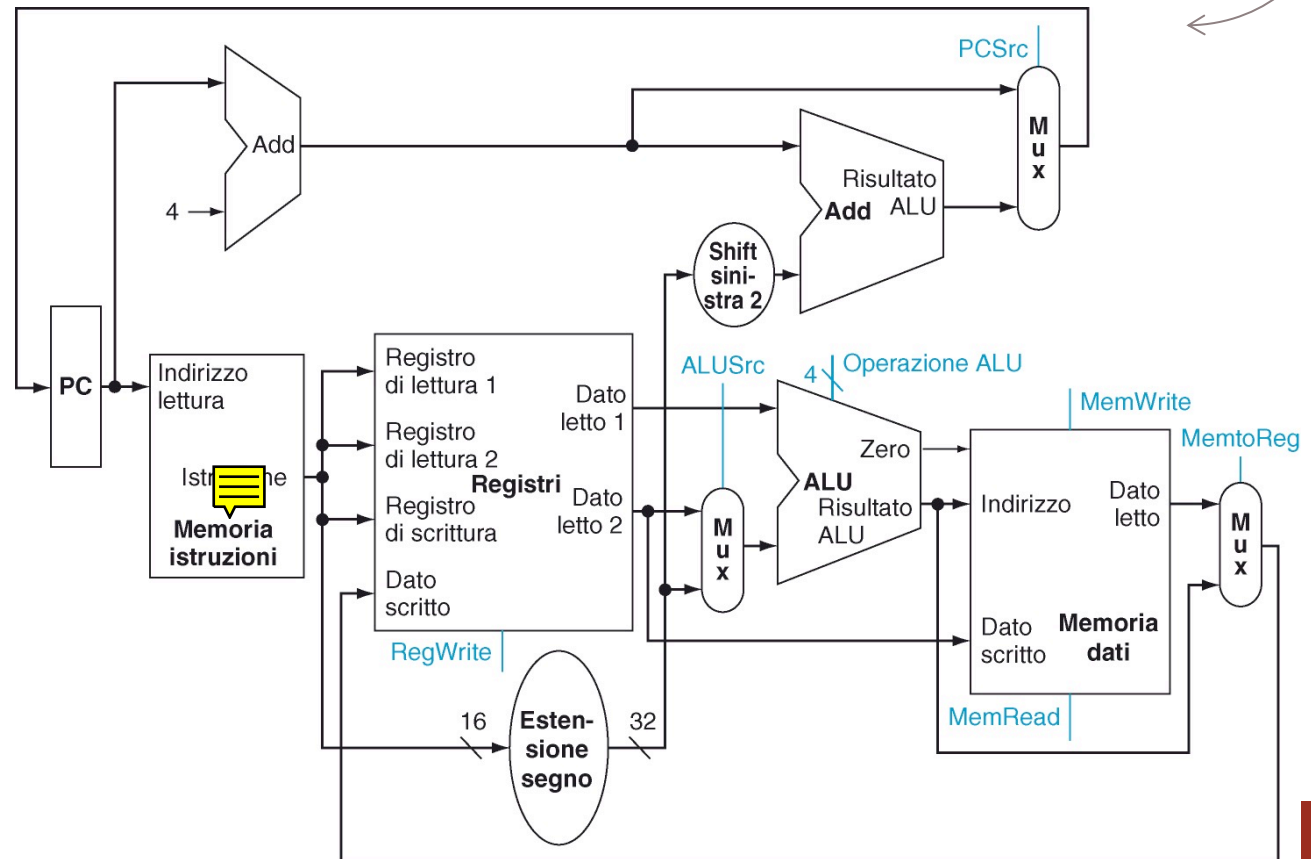 PCSrc
Add
4
M
u
x
Risultato
Add ALU
Shift
sini-
stra 2
PC
Indirizzo
lettura
Memoria
istruzioni
Registro
di lettura 1
Registro
di lettura 2
Registri
Registro
di scrittura
Dato
scritto
Dato
letto 1
Dato
letto 2
RegWrite
16
Esten-
sione
segno
32
ALUSrc
M
u
x
4
Operazione ALU
Zero
ALU
Risultato
ALU
MemWrite
Indirizzo
Dato
letto
Dato
scritto
Memoria
dati
MemRead
MemtoReg
M
u
x